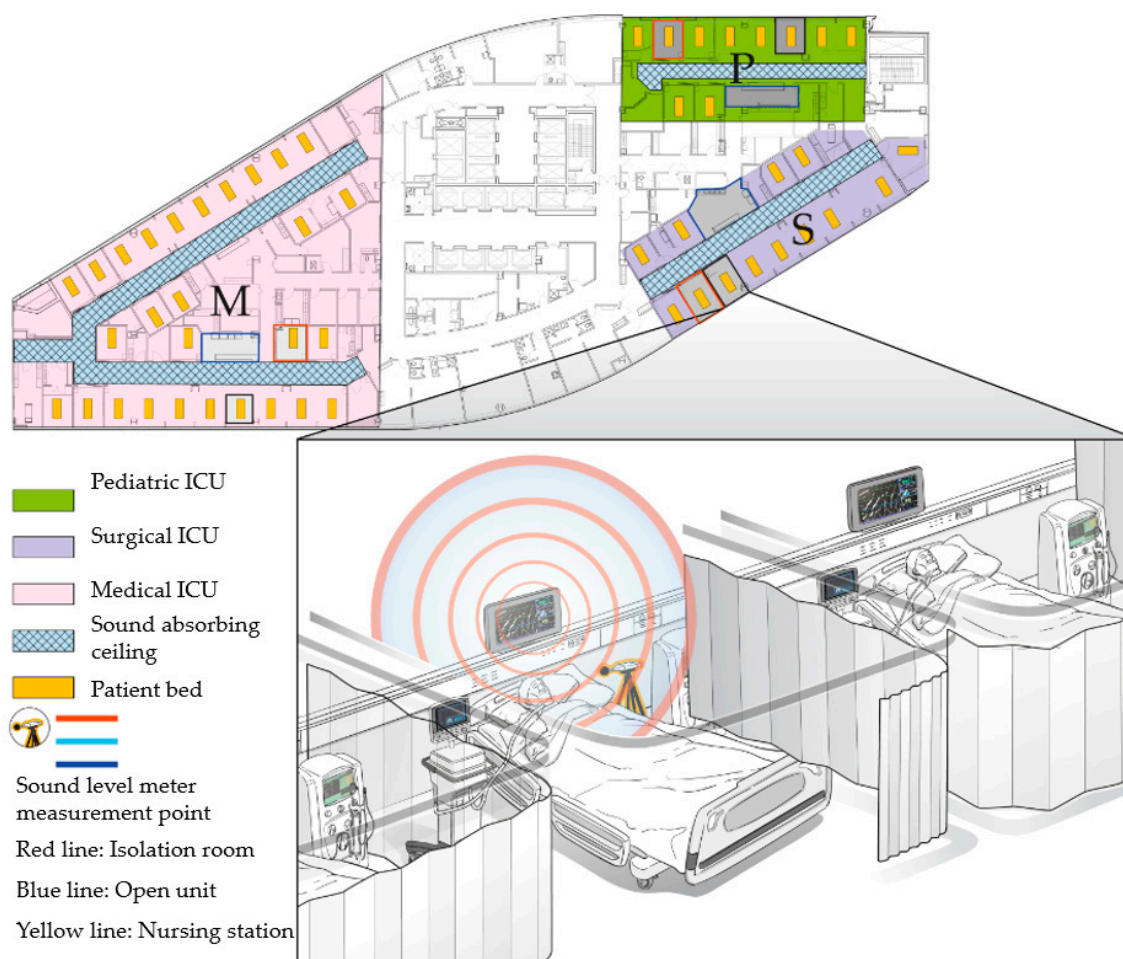 P
S
M
Pediatric ICU
Surgical ICU
Medical ICU
Sound absorbing
ceiling
Patient bed
Sound level meter
measurement point
Red line: Isolation room
Blue line: Open unit
Yellow line: Nursing station